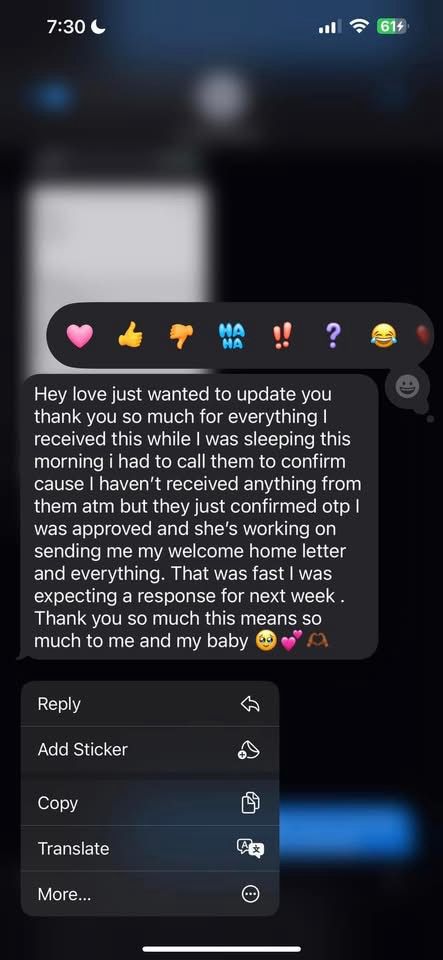 7:30
61
HA
HA
Hey love just wanted to update you
thank you so much for everything I
received this while I was sleeping this
morning i had to call them to confirm
cause I haven't received anything from
them atm but they just confirmed otp I
was approved and she's working on
sending me my welcome home letter
and everything. That was fast I was
expecting a response for next week .
Thank you so much this means so
much to me and my baby 🥹💕🫶🏾
Reply
Add Sticker
Copy
Translate
More...